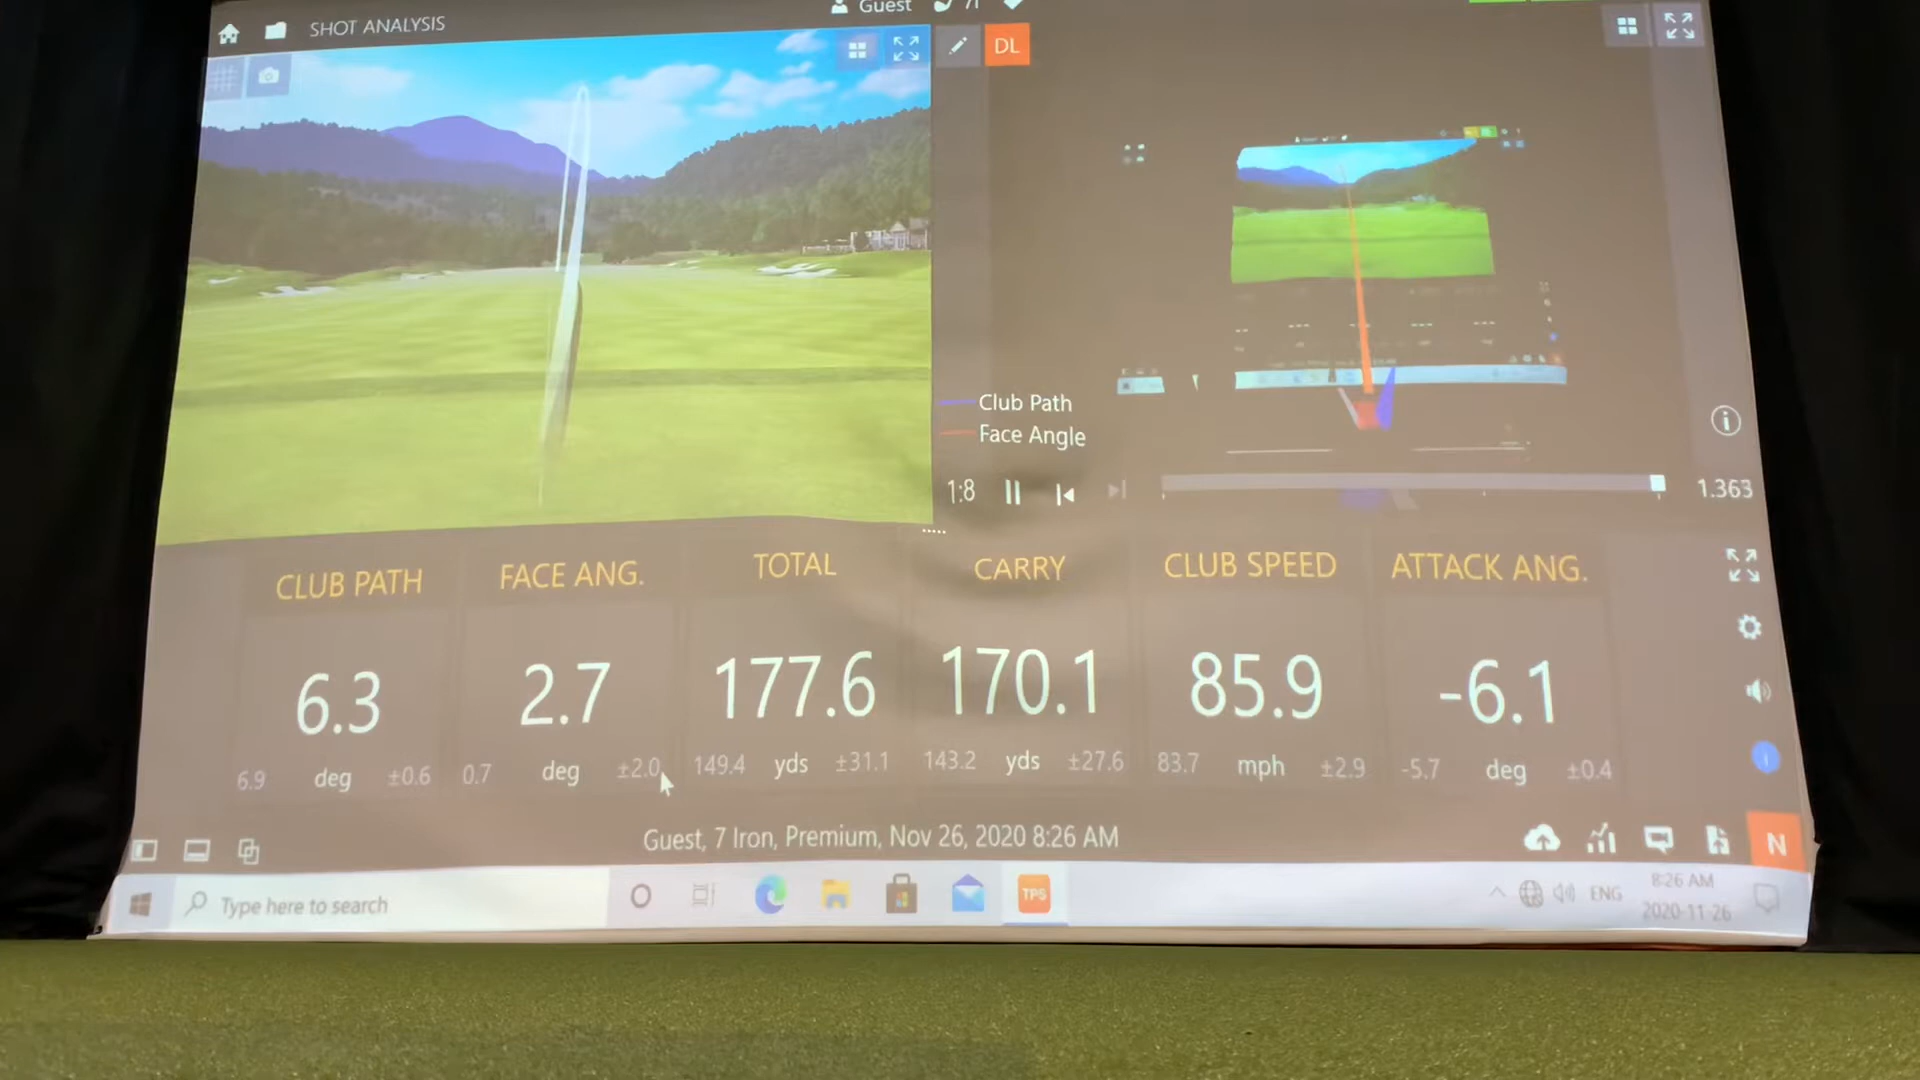 Guest 7I
SHOT ANALYSIS
DL
Club Path
Face Angle
1:8
1.363
CLUB PATH
FACE ANG.
TOTAL
CARRY
CLUB SPEED
ATTACK ANG.
6.3
2.7
177.6
170.1
85.9
-6.1
6.9 deg ±0.6
0.7 deg ±2.0
149.4 yds ±31.1
143.2 yds ±27.6
83.7 mph ±2.9
-5.7 deg ±0.4
Guest, 7 Iron, Premium, Nov 26, 2020 8:26 AM
N
Type here to search
TPS
ENG
8:26 AM
2020-11-26